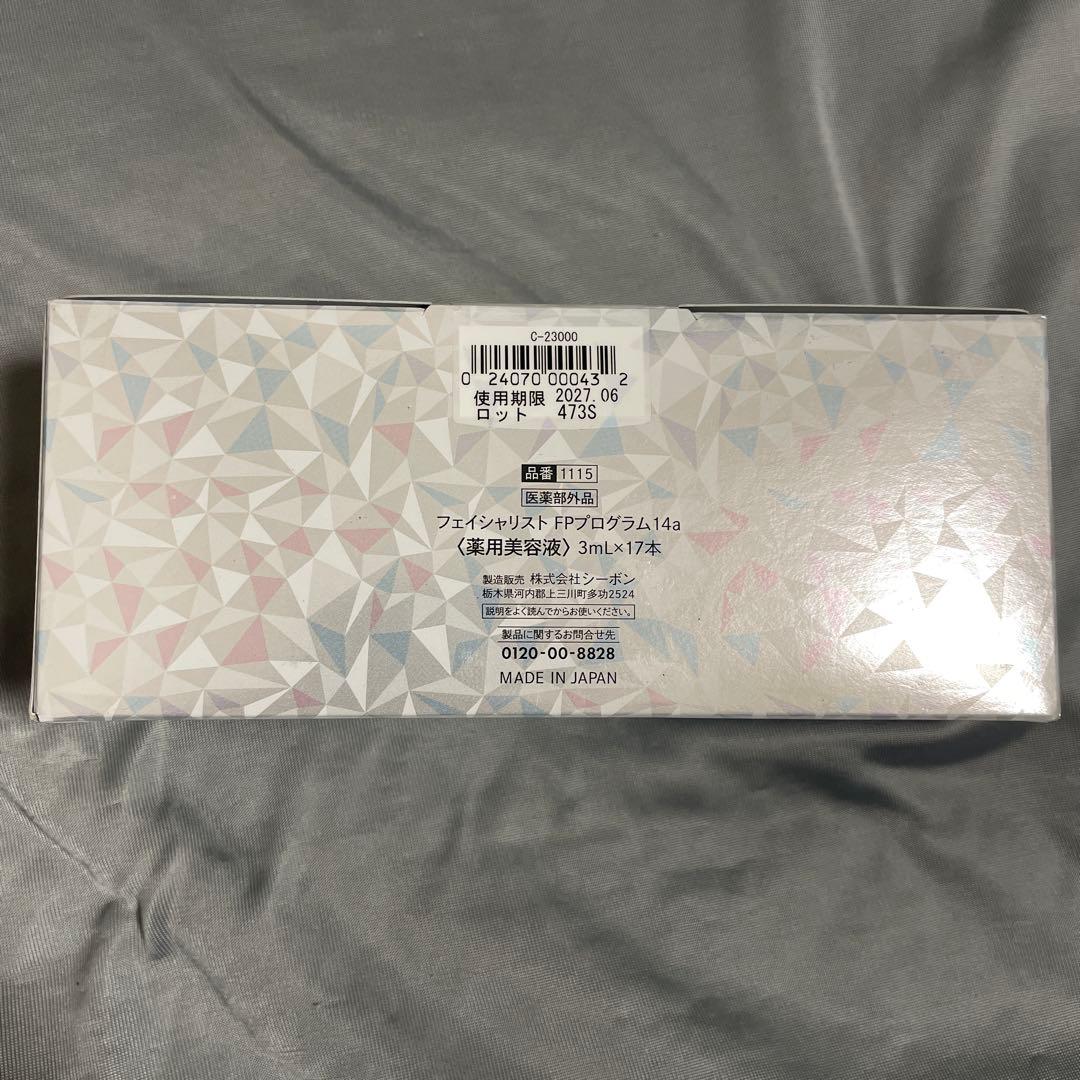 C-23000
0 24070 00043 2
使用期限 2027.06
ロット 473S
品番 1115
医薬部外品
フェイシャリスト FPプログラム14a
〈薬用美容液〉3mL×17本
製造販売 株式会社シーボン
栃木県河内郡上三川町多功2524
説明をよく読んでからお使いください。
製品に関するお問合せ先
0120-00-8828
MADE IN JAPAN